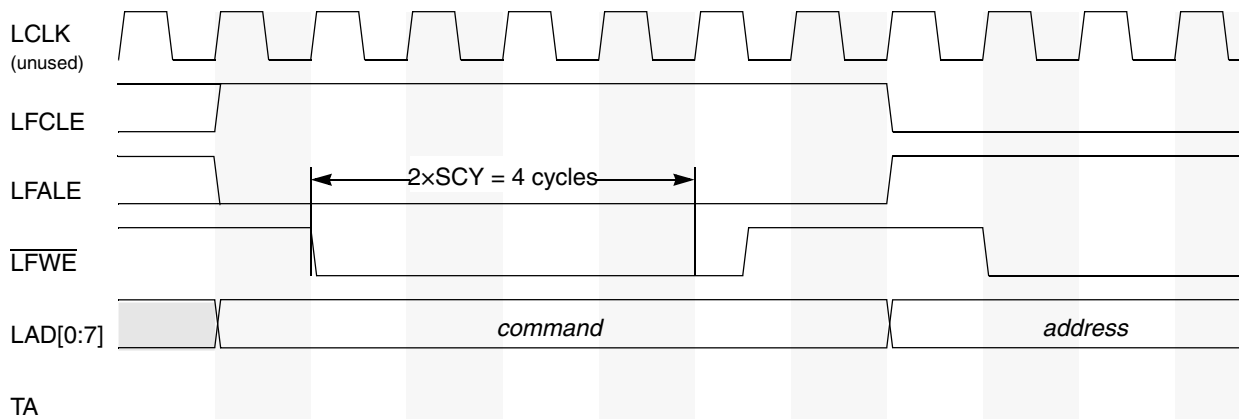 LCLK
(unused)
LFCLE
LFALE
2×SCY = 4 cycles
LFWE
LAD[0:7]
command
address
TA